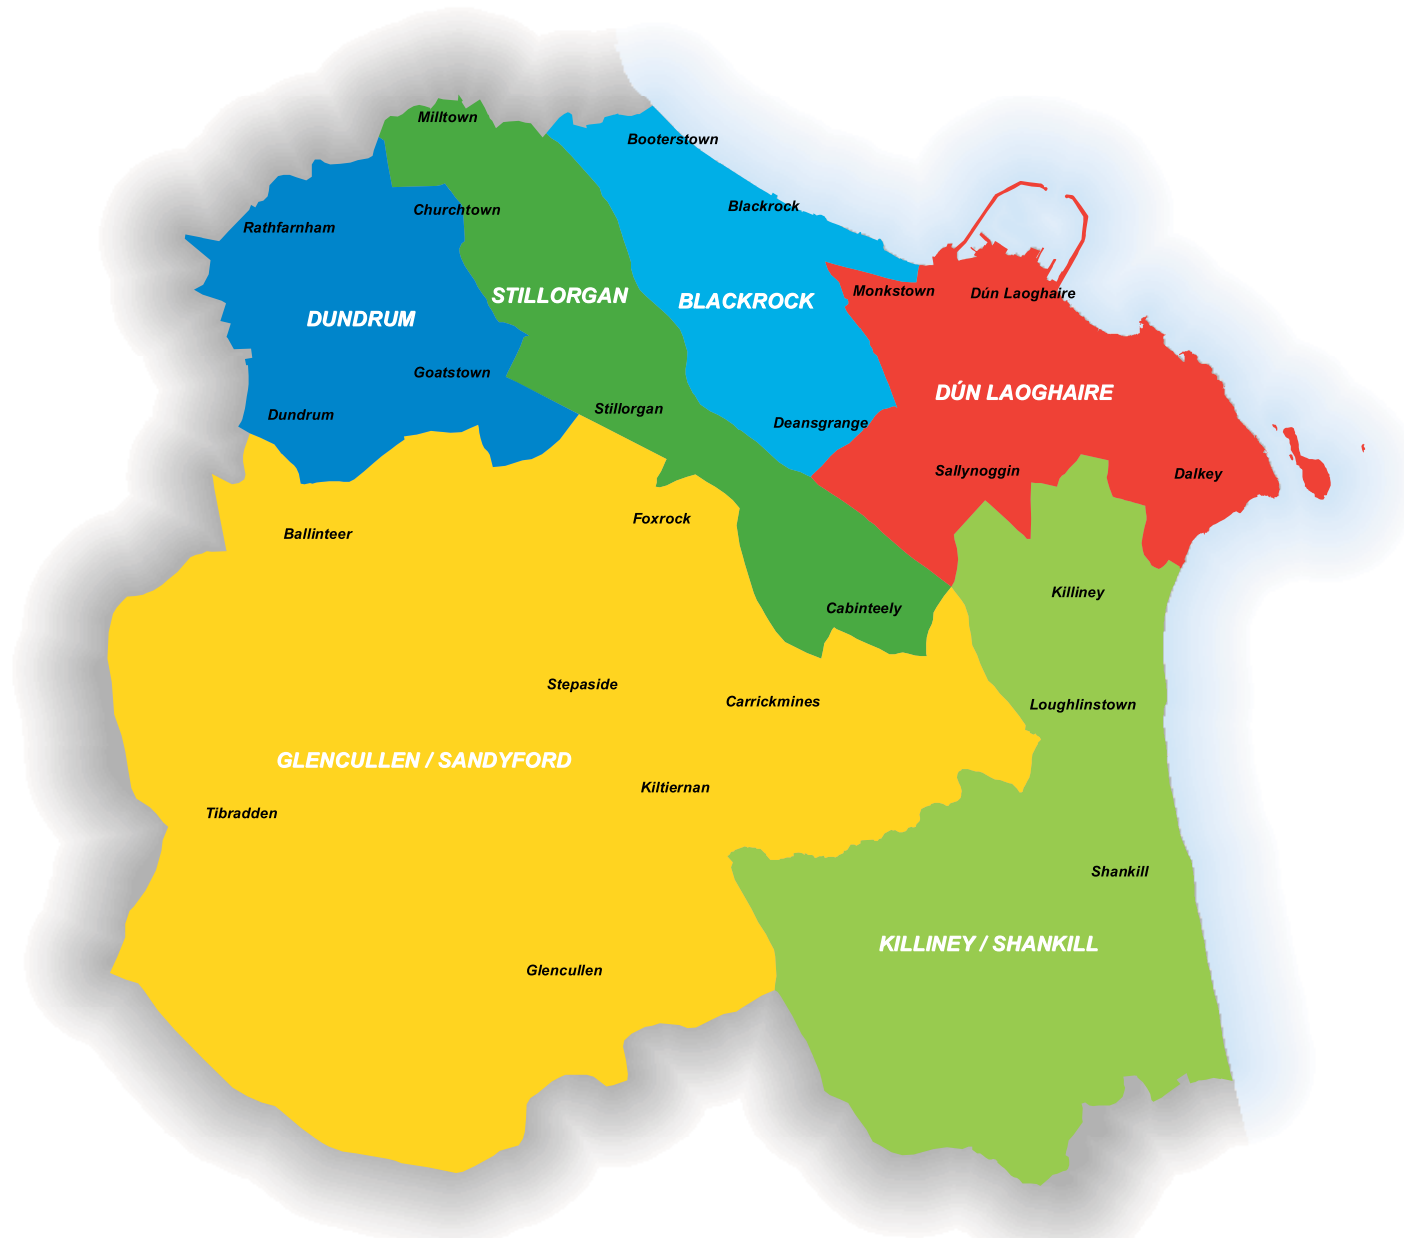 Milltown
Booterstown
Blackrock
Churchtown
Rathfarnham
Monkstown
Dún Laoghaire
STILLORGAN
BLACKROCK
DUNDRUM
Goatstown
DÚN LAOGHAIRE
Stillorgan
Dundrum
Deansgrange
Sallynoggin
Dalkey
Foxrock
Ballinteer
Killiney
Cabinteely
Stepaside
Carrickmines
Loughlinstown
GLENCULLEN / SANDYFORD
Kiltiernan
Tibradden
Shankill
KILLINEY / SHANKILL
Glencullen